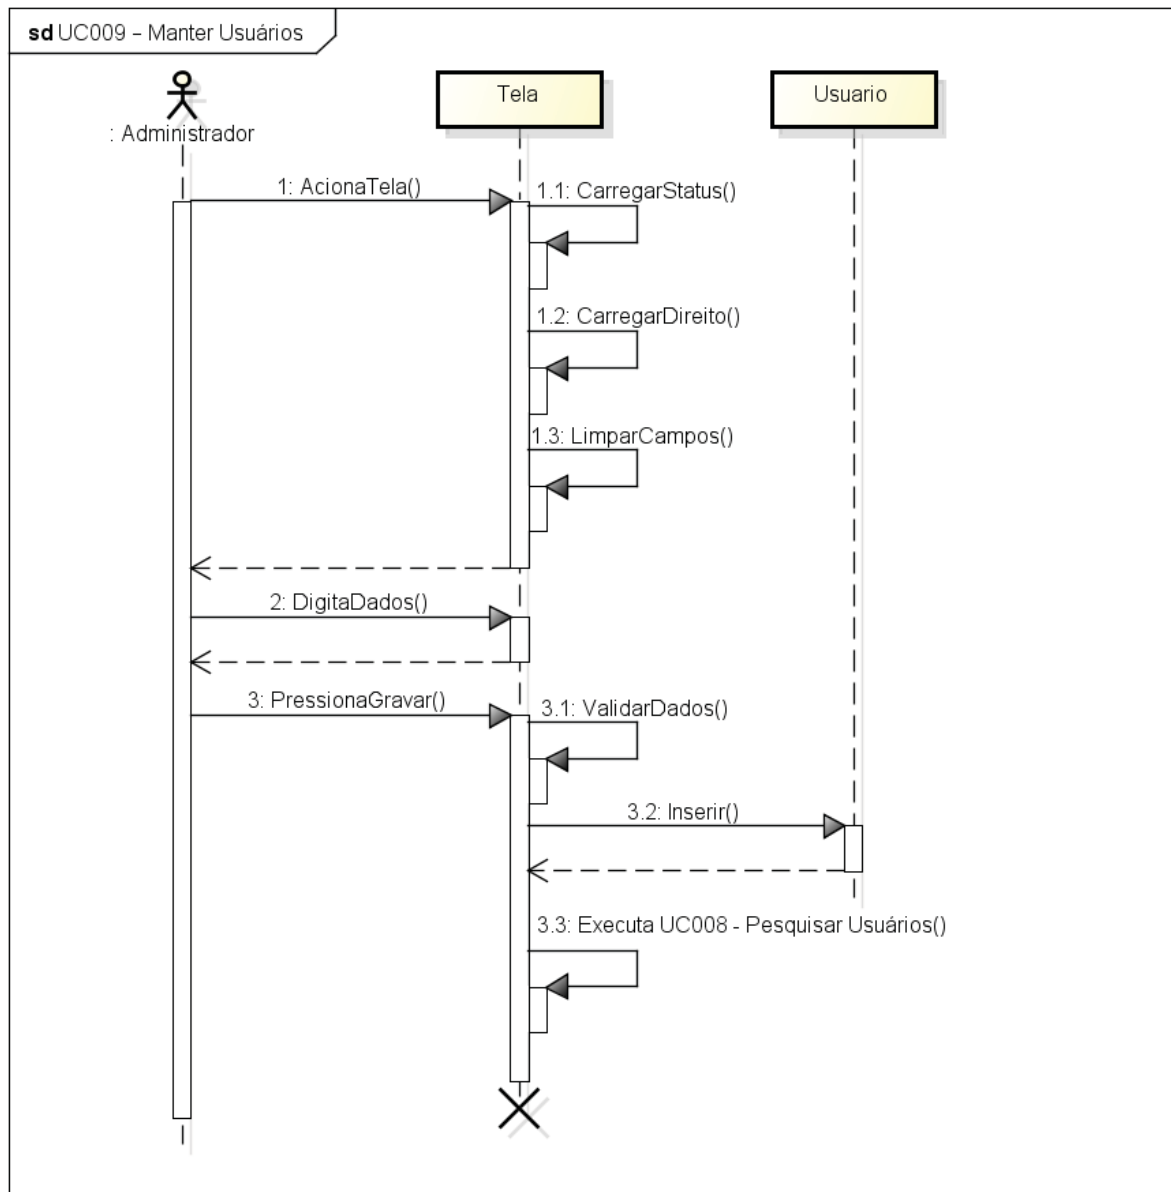 sd UC009 – Manter Usuários
Tela
Usuario
: Administrador
1: AcionaTela()
1.1: CarregarStatus()
1.2: CarregarDireito()
1.3: LimparCampos()
2: DigitaDados()
3: PressionaGravar()
3.1: ValidarDados()
3.2: Inserir()
3.3: Executa UC008 - Pesquisar Usuários()